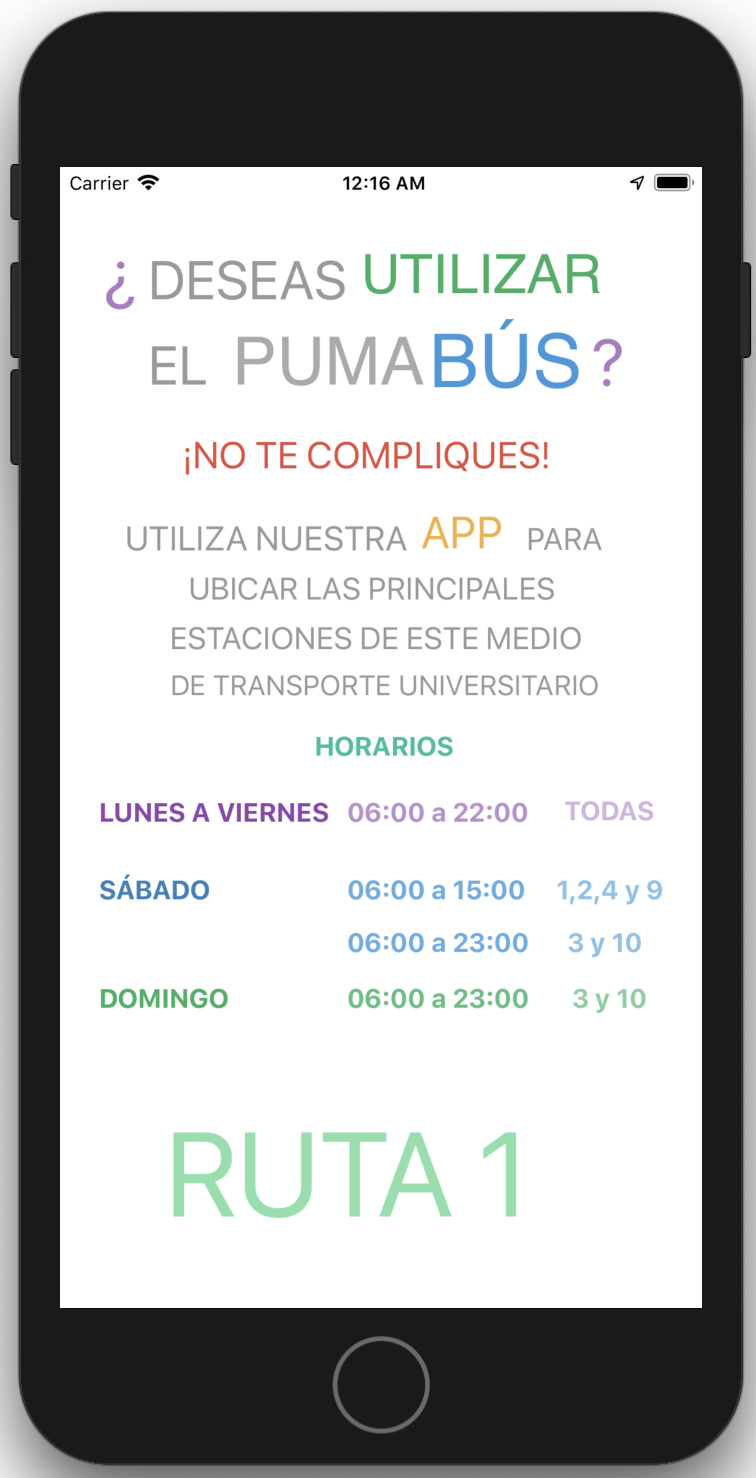 Carrier 12:16 AM
¿ DESEAS UTILIZAR
EL PUMABÚS ?
¡NO TE COMPLIQUES!
UTILIZA NUESTRA APP PARA
UBICAR LAS PRINCIPALES
ESTACIONES DE ESTE MEDIO
DE TRANSPORTE UNIVERSITARIO
HORARIOS
LUNES A VIERNES 06:00 a 22:00 TODAS
SÁBADO 06:00 a 15:00 1,2,4 y 9
06:00 a 23:00 3 y 10
DOMINGO 06:00 a 23:00 3 y 10
RUTA 1